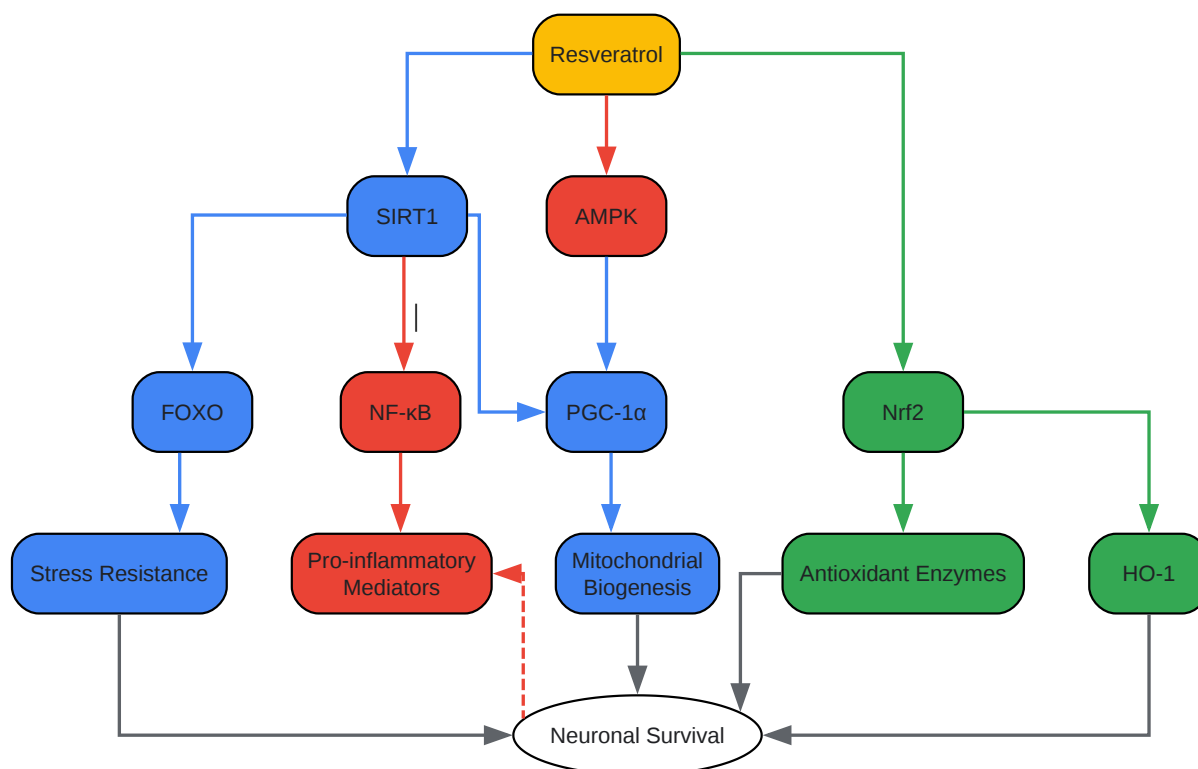 Resveratrol
SIRT1
AMPK
|
FOXO
NF-κB
PGC-1α
Nrf2
Stress Resistance
Pro-inflammatory
Mediators
Mitochondrial
Biogenesis
Antioxidant Enzymes
HO-1
Neuronal Survival